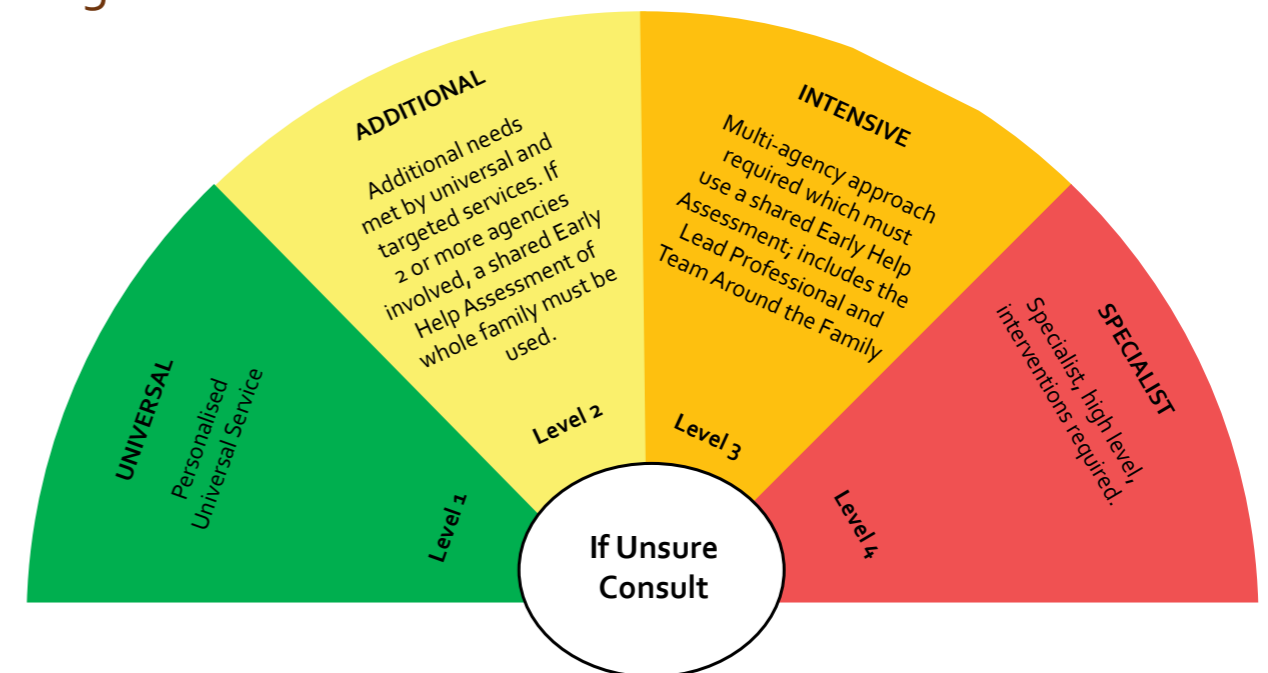 UNIVERSAL
Personalised
Universal Service
Level 1
ADDITIONAL
Additional needs
met by universal and
targeted services. If
2 or more agencies
involved, a shared Early
Help Assessment of
whole family must be
used.
Level 2
INTENSIVE
Multi-agency approach
required which must
use a shared Early Help
Assessment; includes the
Lead Professional and
Team Around the Family
Level 3
SPECIALIST
Specialist, high level,
interventions required.
Level 4
If Unsure
Consult